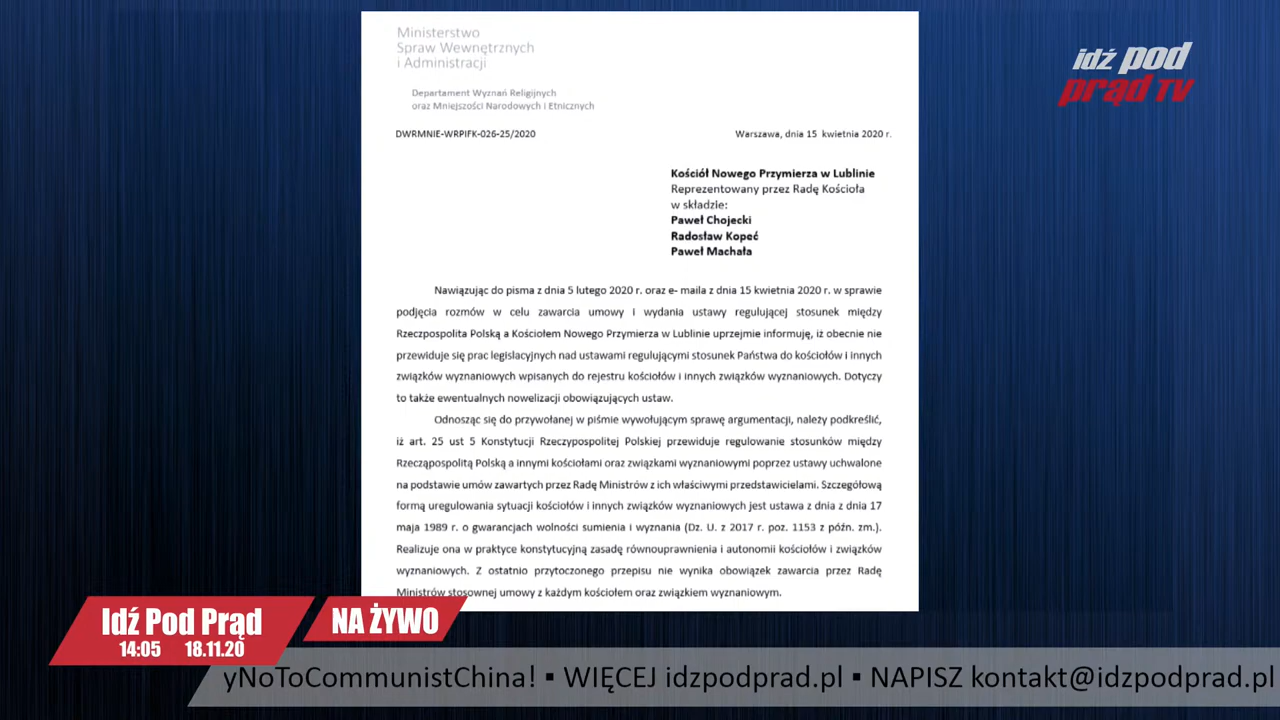 Ministerstwo
Spraw Wewnętrznych
i Administracji
Departament Wyznań Religijnych
oraz Mniejszości Narodowych i Etnicznych
DWRMNIE-WRPIFK-026-25/2020
Warszawa, dnia 15 kwietnia 2020 r.
Kościół Nowego Przymierza w Lublinie
Reprezentowany przez Radę Kościoła
w składzie:
Paweł Chojecki
Radosław Kopeć
Paweł Machała
Nawiązując do pisma z dnia 5 lutego 2020 r. oraz e- maila z dnia 15 kwietnia 2020 r. w sprawie
podjęcia rozmów w celu zawarcia umowy i wydania ustawy regulującej stosunek między
Rzeczpospolita Polską a Kościołem Nowego Przymierza w Lublinie uprzejmie informuję, iż obecnie nie
przewiduje się prac legislacyjnych nad ustawami regulującymi stosunek Państwa do kościołów i innych
związków wyznaniowych wpisanych do rejestru kościołów i innych związków wyznaniowych. Dotyczy
to także ewentualnych nowelizacji obowiązujących ustaw.
Odnosząc się do przywołanej w piśmie wywołującym sprawę argumentacji, należy podkreślić,
iż art. 25 ust 5 Konstytucji Rzeczypospolitej Polskiej przewiduje regulowanie stosunków między
Rzecząpospolitą Polską a innymi kościołami oraz związkami wyznaniowymi poprzez ustawy uchwalone
na podstawie umów zawartych przez Radę Ministrów z ich właściwymi przedstawicielami. Szczegółową
formą uregulowania sytuacji kościołów i innych związków wyznaniowych jest ustawa z dnia z dnia 17
maja 1989 r. o gwarancjach wolności sumienia i wyznania (Dz. U. z 2017 r. poz. 1153 z późn. zm.).
Realizuje ona w praktyce konstytucyjną zasadę równouprawnienia i autonomii kościołów i związków
wyznaniowych. Z ostatnio przytoczonego przepisu nie wynika obowiązek zawarcia przez Radę
Ministrów stosownej umowy z każdym kościołem oraz związkiem wyznaniowym.
idź pod
prąd TV
Idź Pod Prąd
14:05 18.11.20
NA ŻYWO
yNoToCommunistChina! ▪ WIĘCEJ idzpodprad.pl ▪ NAPISZ kontakt@idzpodprad.pl